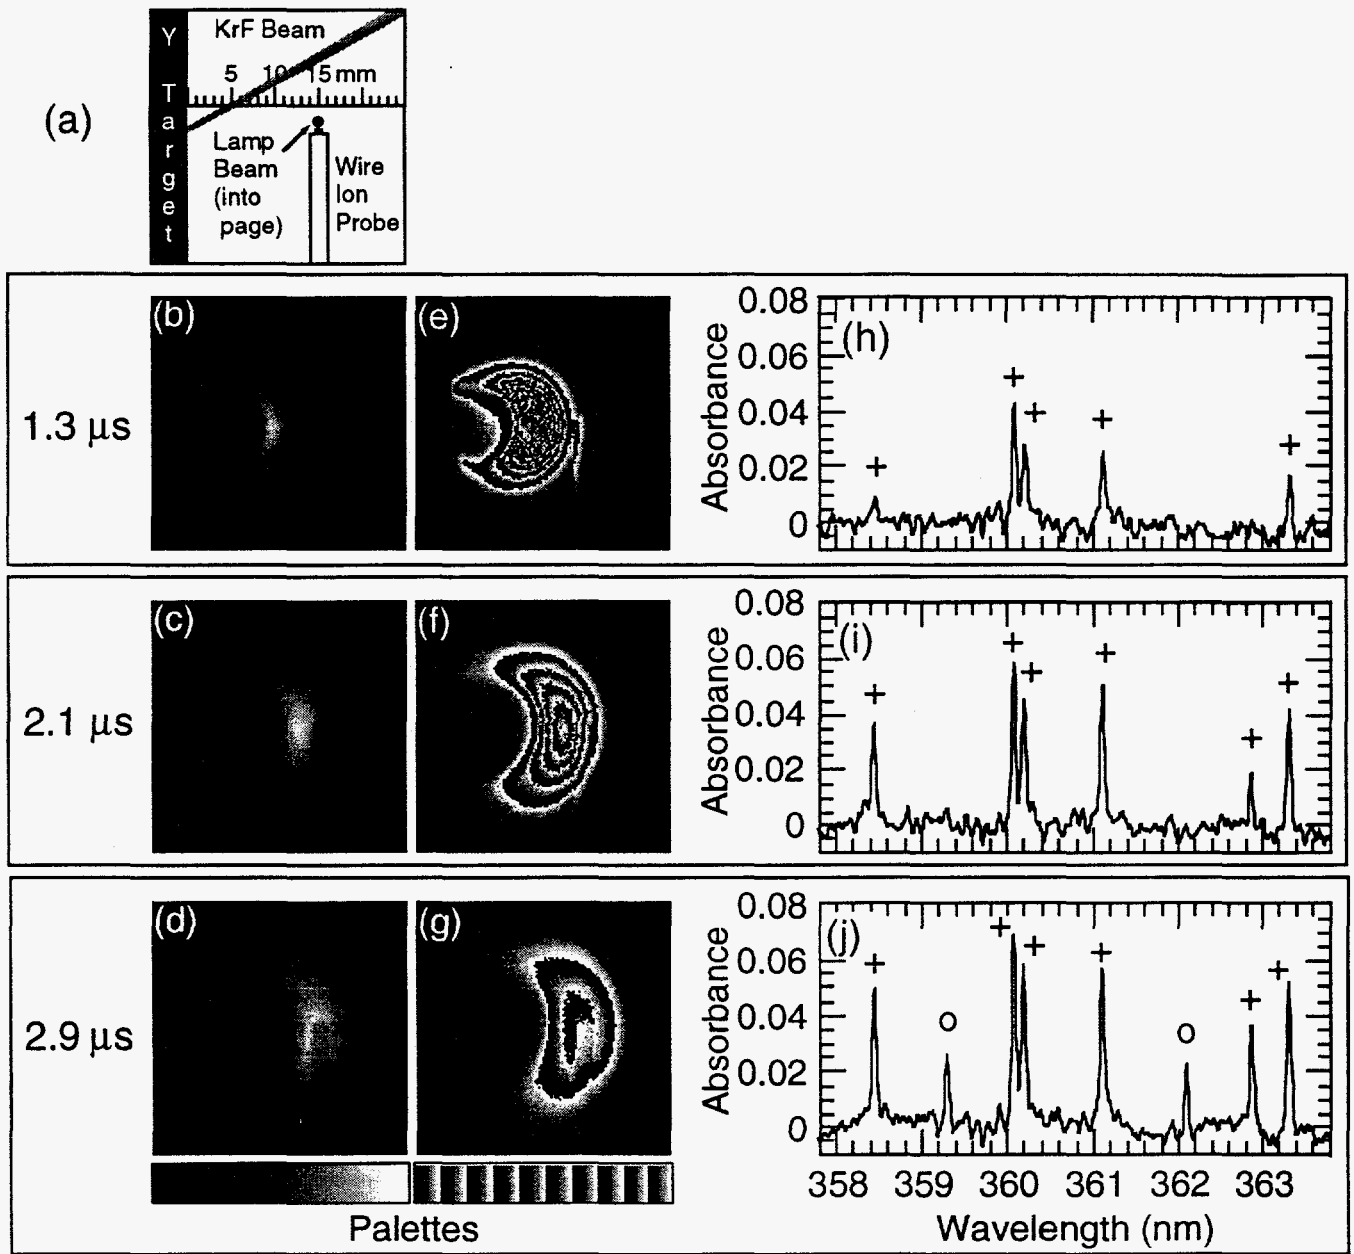 (a)
Y Target
KrF Beam
5 10 15 mm
Lamp
Beam
(into
page)
Wire
Ion
Probe
1.3 μs
(b)
(e)
(h)
Absorbance
0.08
0.06
0.04
0.02
0
+ + + + +
2.1 μs
(c)
(f)
(i)
Absorbance
0.08
0.06
0.04
0.02
0
+ + + + + +
2.9 μs
(d)
(g)
(j)
Absorbance
0.08
0.06
0.04
0.02
0
+ o + + + o + +
358 359 360 361 362 363
Palettes
Wavelength (nm)